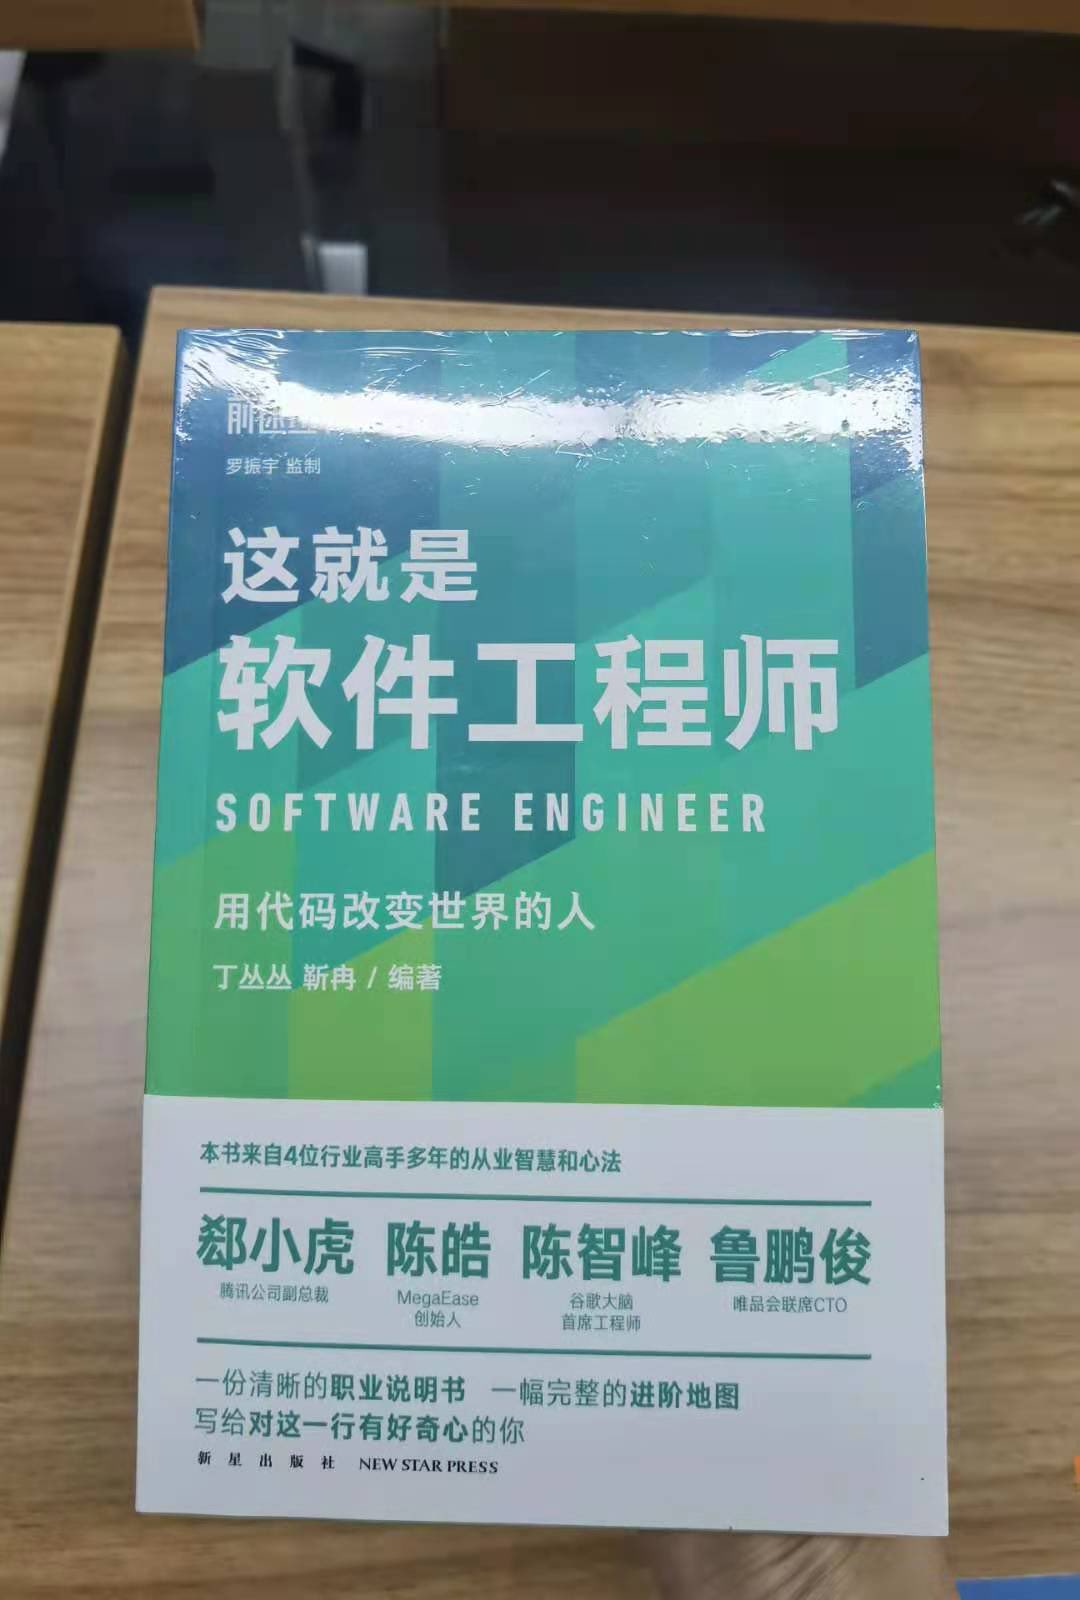 罗振宇 监制
这就是
软件工程师
SOFTWARE ENGINEER
用代码改变世界的人
丁丛丛 靳冉 / 编著
本书来自4位行业高手多年的从业智慧和心法
郄小虎 陈皓 陈智峰 鲁鹏俊
腾讯公司副总裁 MegaEase 谷歌大脑 唯品会联席CTO
创始人 首席工程师
一份清晰的职业说明书 一幅完整的进阶地图
写给对这一行有好奇心的你
新星出版社 NEW STAR PRESS